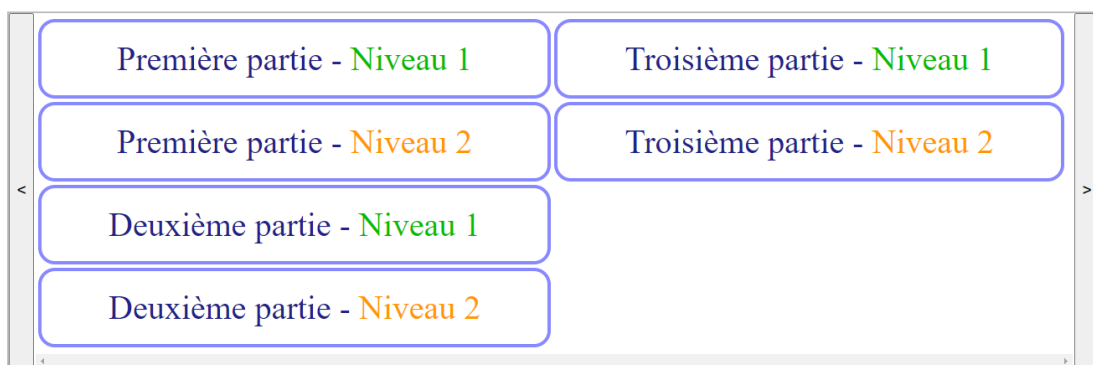 Première partie - Niveau 1
Première partie - Niveau 2
Deuxième partie - Niveau 1
Deuxième partie - Niveau 2
Troisième partie - Niveau 1
Troisième partie - Niveau 2
<
>